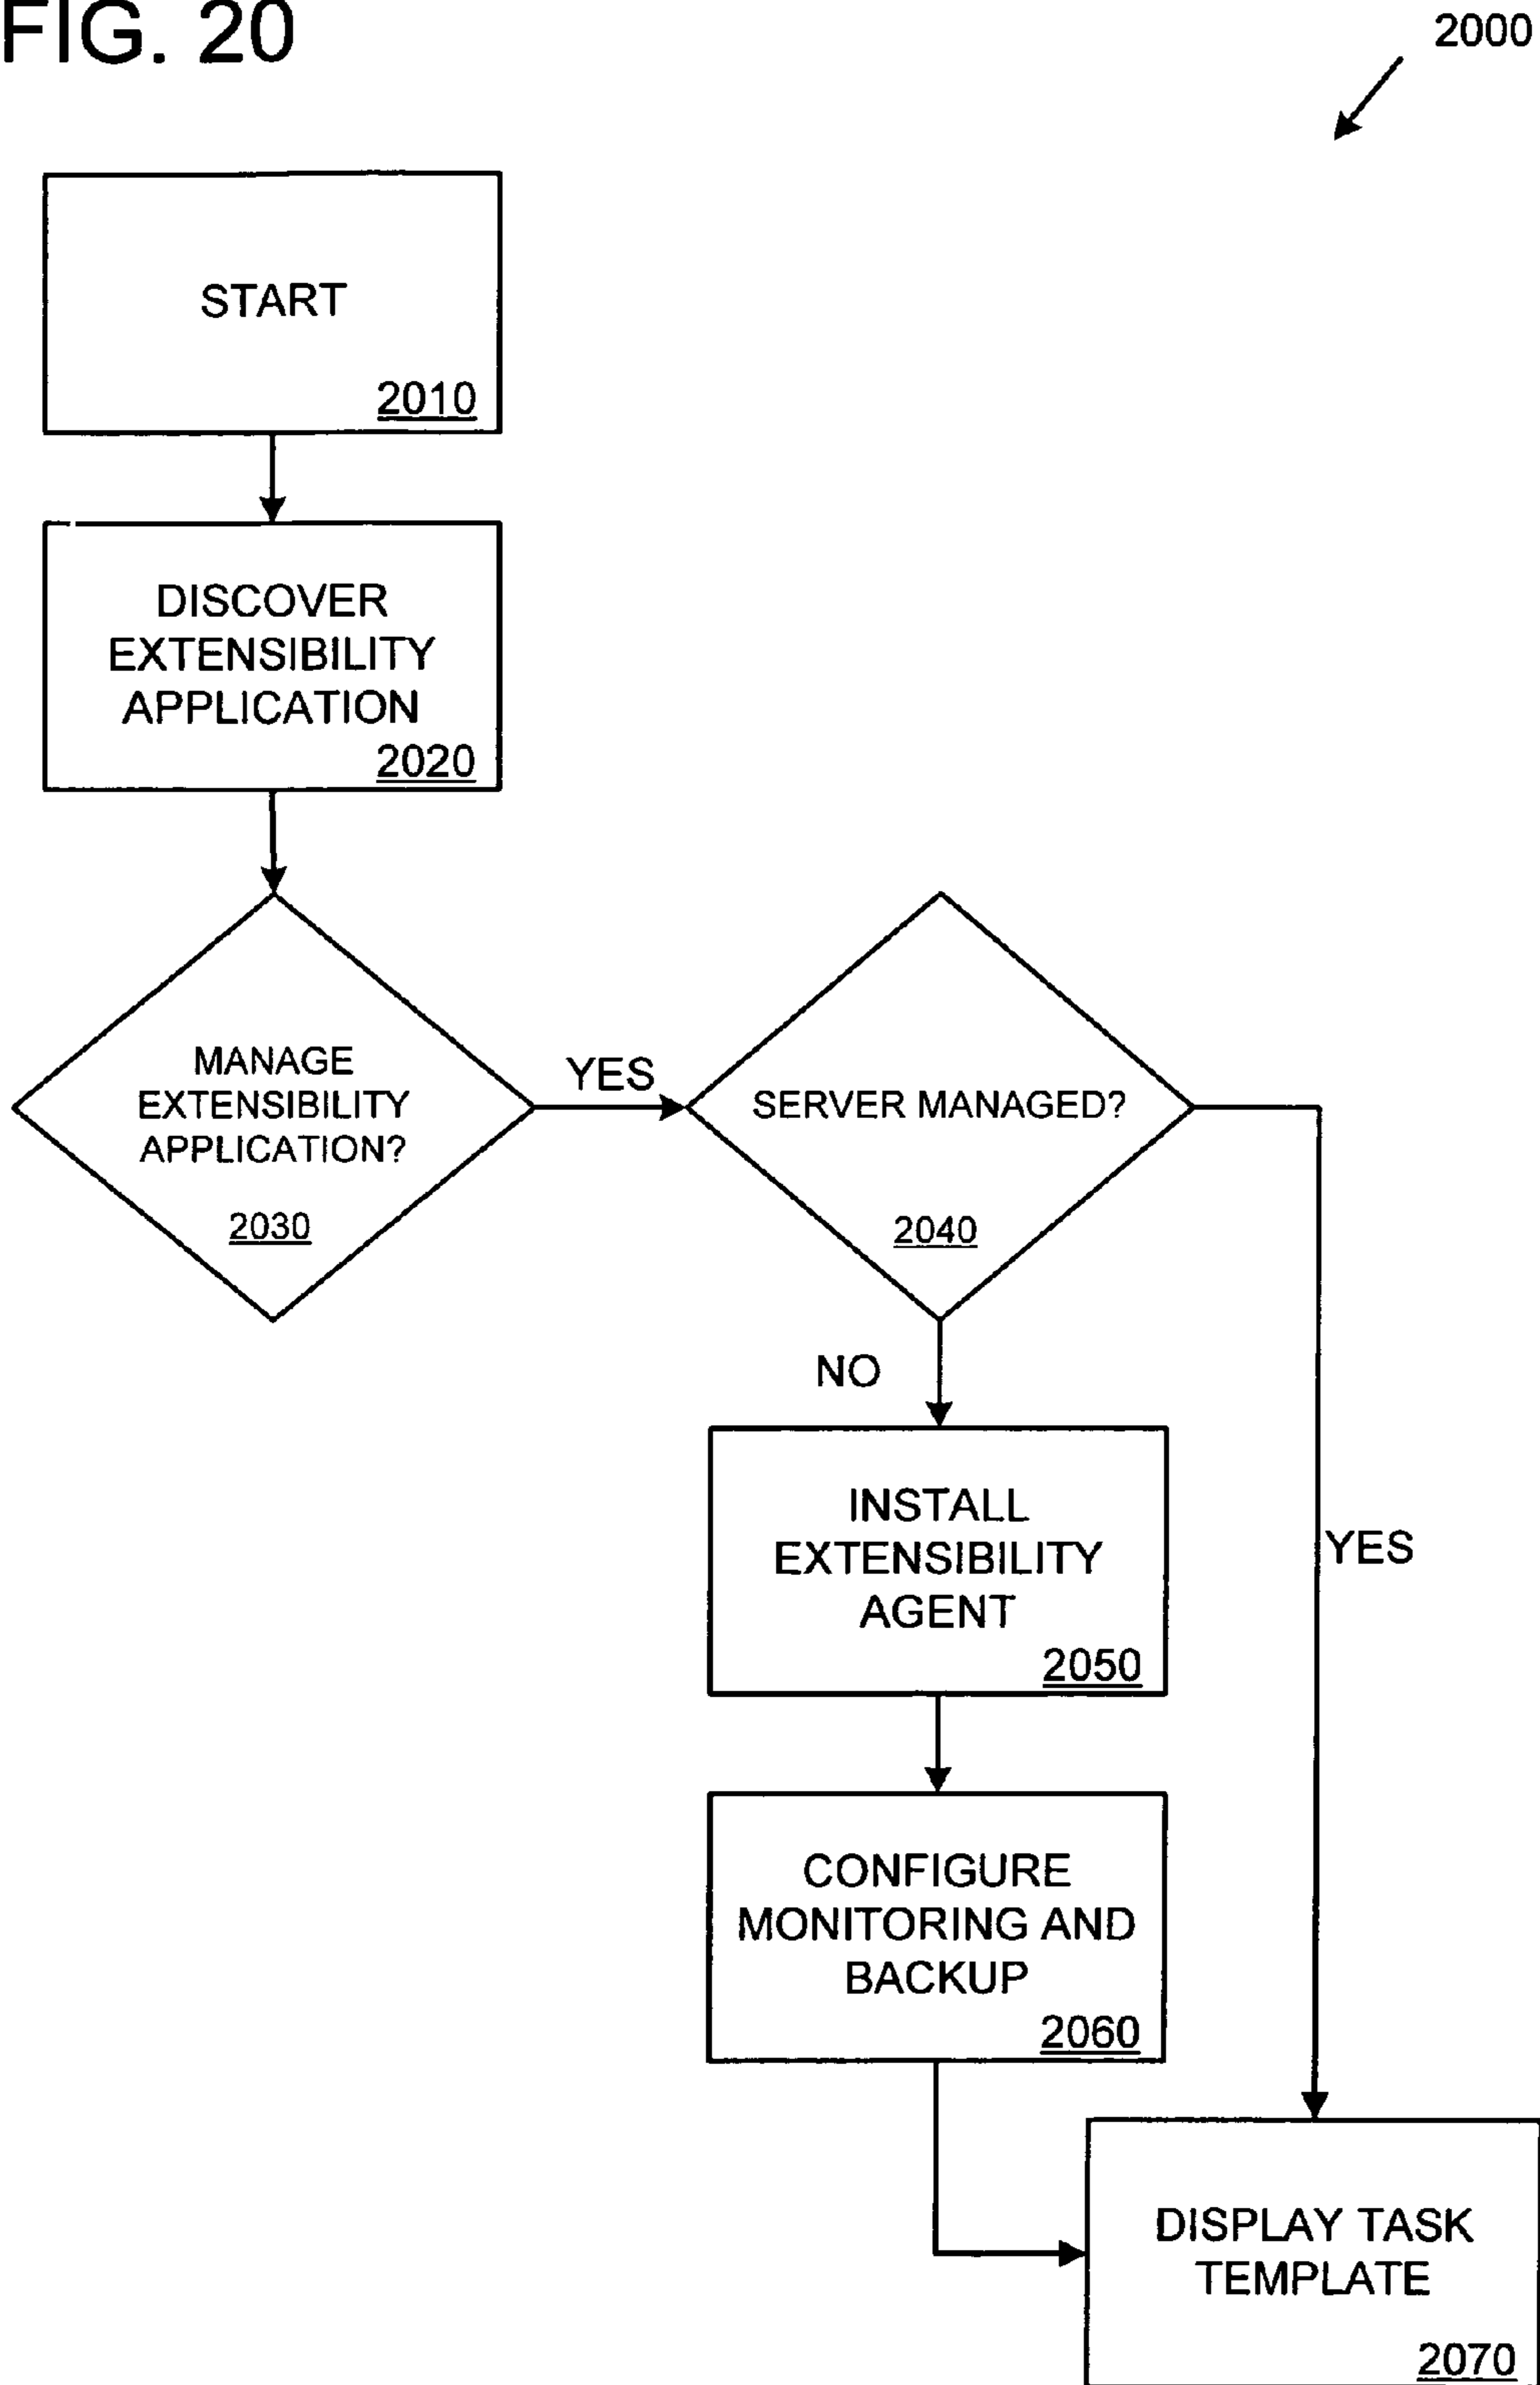 FIG. 20
2000
START
2010
DISCOVER
EXTENSIBILITY
APPLICATION
2020
MANAGE
EXTENSIBILITY
APPLICATION?
2030
YES
SERVER MANAGED?
2040
NO
INSTALL
EXTENSIBILITY
AGENT
2050
YES
CONFIGURE
MONITORING AND
BACKUP
2060
DISPLAY TASK
TEMPLATE
2070